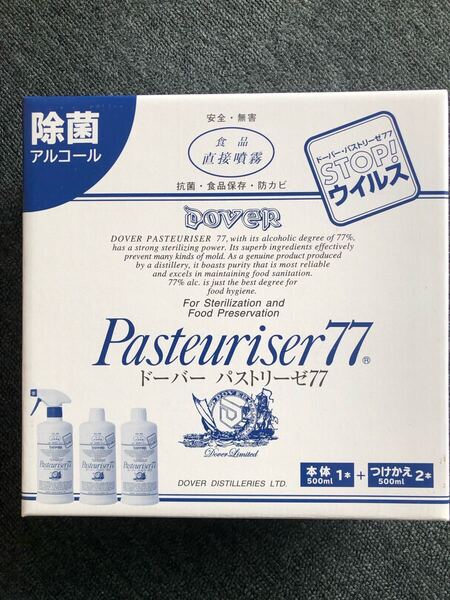 除菌
アルコール
安全・無害
食品
直接噴霧
抗菌・食品保存・防カビ
ドーバー・パストリーゼ77
STOP!
ウイルス
DOVER
DOVER PASTEURISER 77, with its alcoholic degree of 77%,
has a strong sterilizing power. Its superb ingredients effectively
prevent many kinds of mold. As a genuine product produced
by a distillery, it boasts purity that is most reliable
and excels in maintaining food sanitation.
77% alc. is just the best degree for
food hygiene.
For Sterilization and
Food Preservation
Pasteuriser77®
ドーバー パストリーゼ77
Pasteuriser77
Pasteuriser77
Pasteuriser77
Dover Limited
DOVER DISTILLERIES LTD.
本体 500ml 1本 + つけかえ 500ml 2本